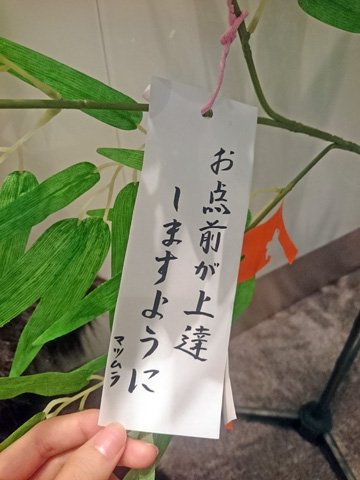 お点前が上達
しますように
マツムラ